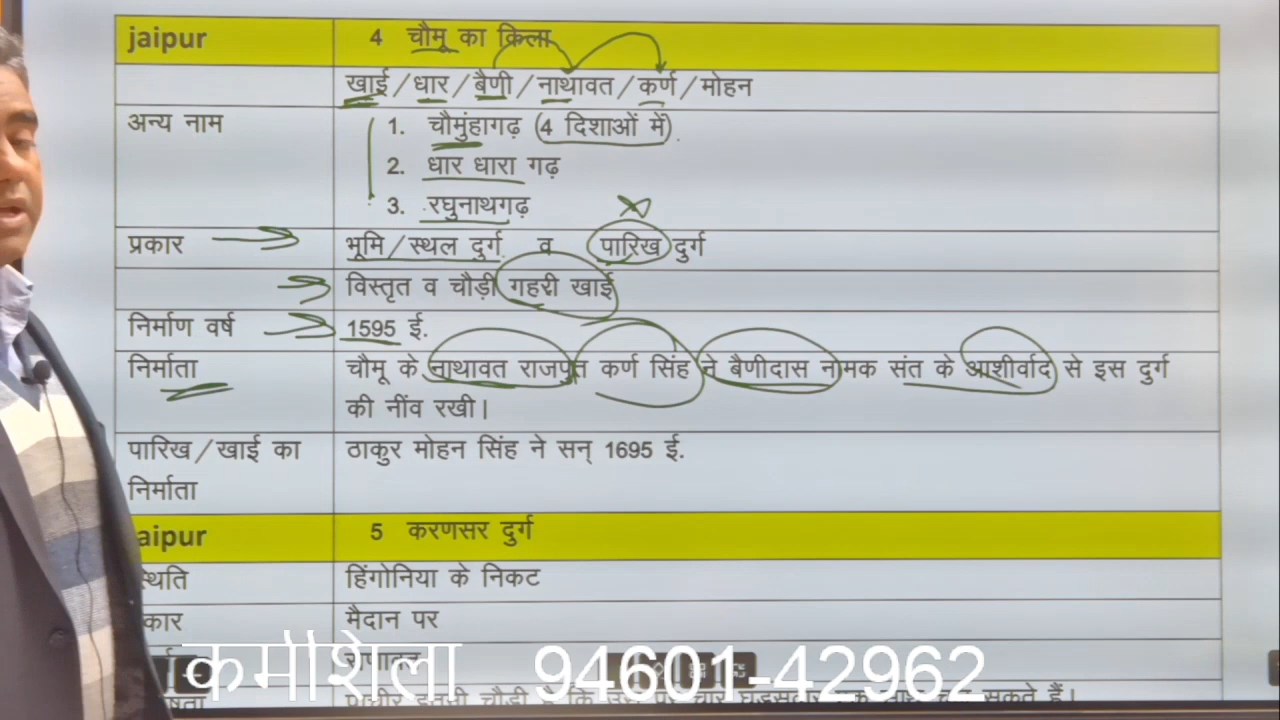 jaipur 4 चौमू का किला
खाई/धार/बैणी/नाथावत/कर्ण/मोहन
अन्य नाम 1. चौमुंहागढ़ (4 दिशाओं में)
2. धार धारा गढ़
3. रघुनाथगढ़
प्रकार भूमि/स्थल दुर्ग व पारिख दुर्ग
विस्तृत व चौड़ी गहरी खाई
निर्माण वर्ष 1595 ई.
निर्माता चौमू के नाथावत राजपूत कर्ण सिंह ने बैणीदास नामक संत के आशीर्वाद से इस दुर्ग
की नींव रखी।
पारिख/खाई का ठाकुर मोहन सिंह ने सन् 1695 ई.
निर्माता
aipur 5 करणसर दुर्ग
स्थिति हिंगोनिया के निकट
कार मैदान पर
कर्मशिला 94601-42962